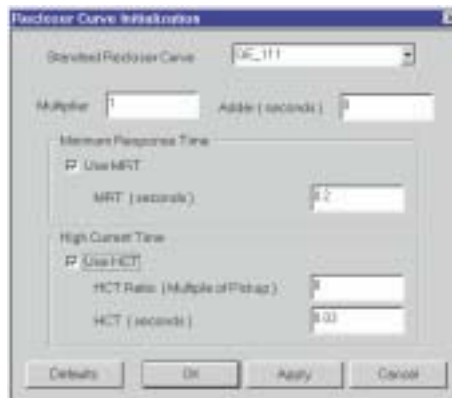 Recloser Curve Initialization
Standard Recloser Curve GE_111
Multiplier 1 Adder ( seconds )
Minimum Response Time
Use MRT
MRT ( seconds ) 0.2
High Current Time
Use HCT
HCT Ratio ( Multiple of Pickup )
HCT ( seconds ) 0.03
Defaults OK Apply Cancel